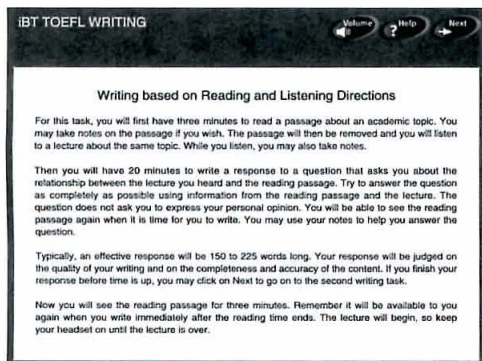 iBT TOEFL WRITING
Volume
Help
Next
Writing based on Reading and Listening Directions
For this task, you will first have three minutes to read a passage about an academic topic. You
may take notes on the passage if you wish. The passage will then be removed and you will listen
to a lecture about the same topic. While you listen, you may also take notes.
Then you will have 20 minutes to write a response to a question that asks you about the
relationship between the lecture you heard and the reading passage. Try to answer the question
as completely as possible using information from the reading passage and the lecture. The
question does not ask you to express your personal opinion. You will be able to see the reading
passage again when it is time for you to write. You may use your notes to help you answer the
question.
Typically, an effective response will be 150 to 225 words long. Your response will be judged on
the quality of your writing and on the completeness and accuracy of the content. If you finish your
response before time is up, you may click on Next to go on to the second writing task.
Now you will see the reading passage for three minutes. Remember it will be available to you
again when you write immediately after the reading time ends. The lecture will begin, so keep
your headset on until the lecture is over.